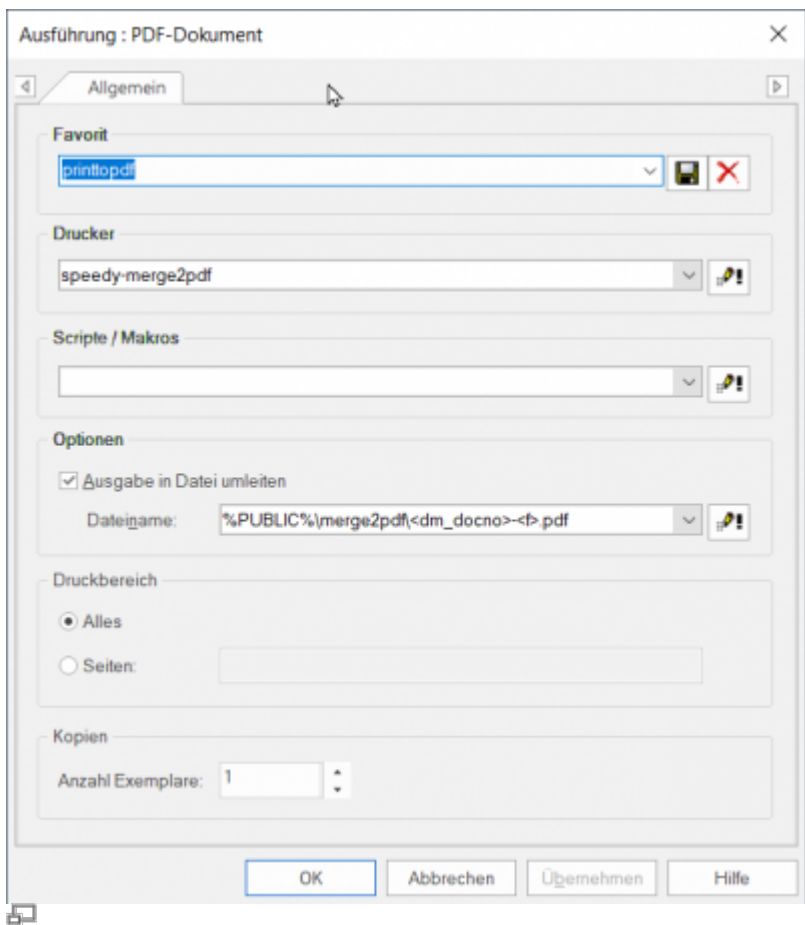 Ausführung : PDF-Dokument
Allgemein
Favorit
printtopdf
Drucker
speedy-merge2pdf
Scripte / Makros
Optionen
Ausgabe in Datei umleiten
Dateiname: %PUBLIC%\merge2pdf\<dm_docno>-<f>.pdf
Druckbereich
Alles
Seiten:
Kopien
Anzahl Exemplare: 1
OK Abbrechen Übernehmen Hilfe